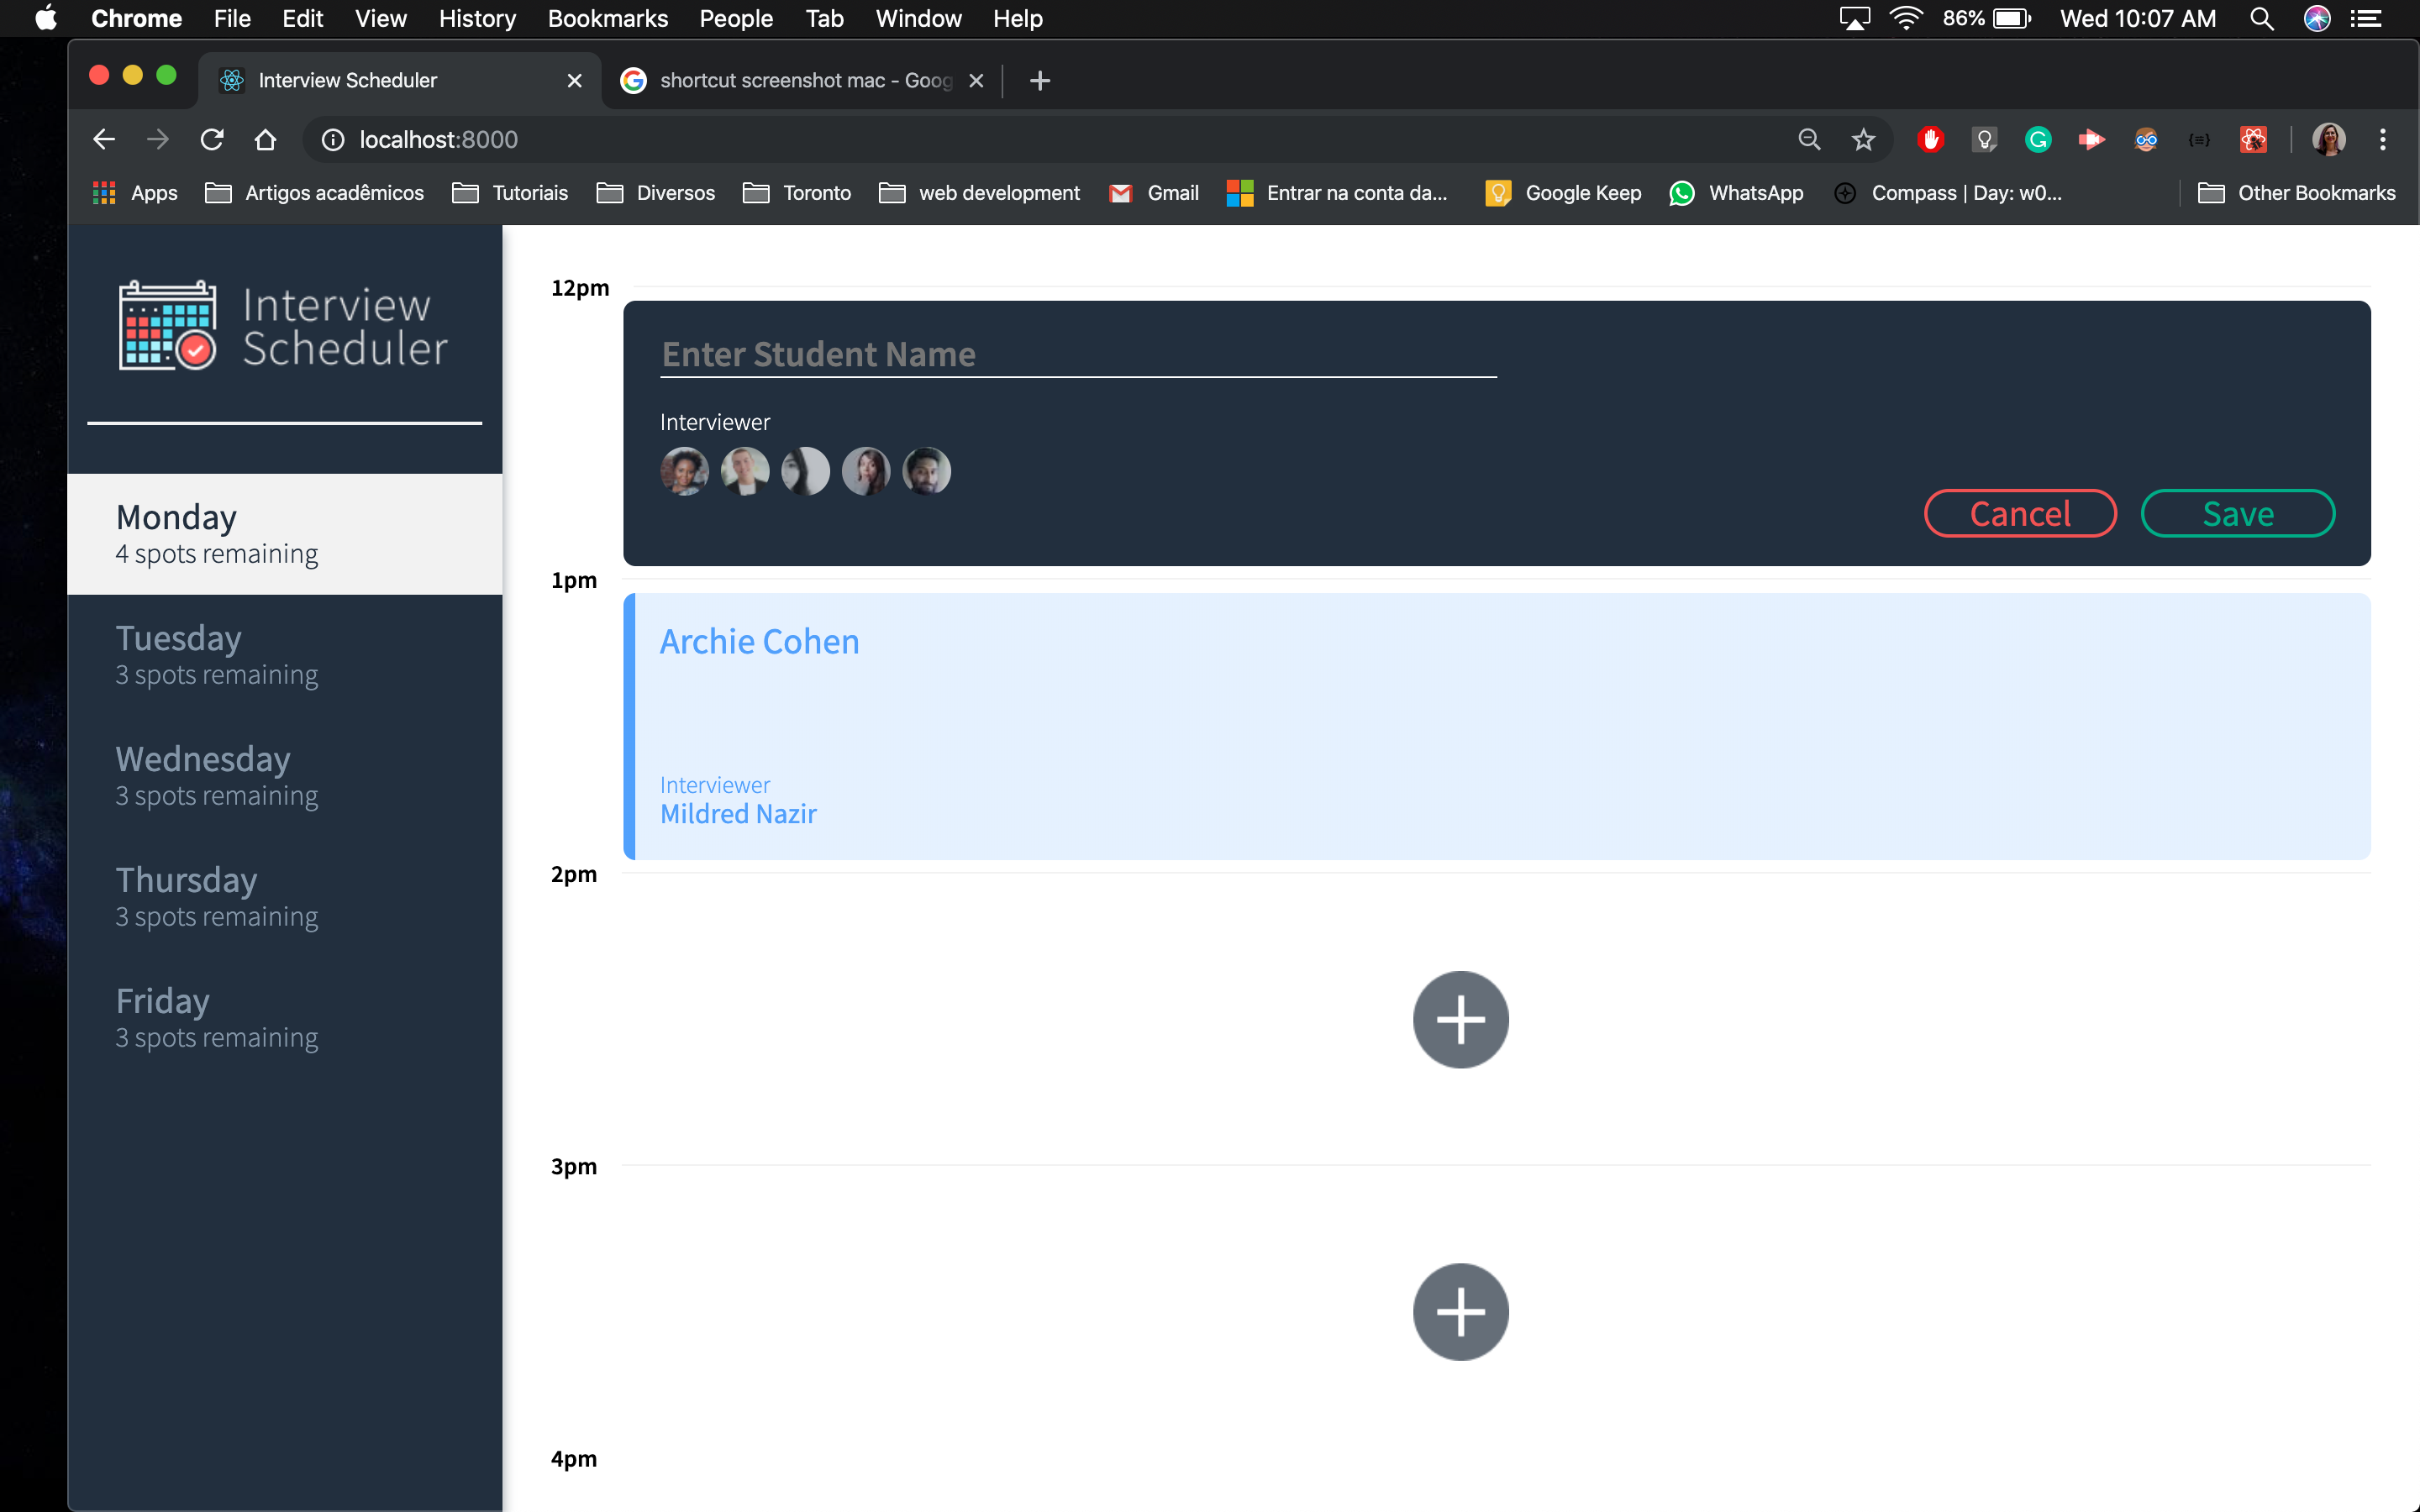 Chrome File Edit View History Bookmarks People Tab Window Help 86% Wed 10:07 AM
Interview Scheduler shortcut screenshot mac - Goog
localhost:8000
Apps Artigos acadêmicos Tutoriais Diversos Toronto web development Gmail Entrar na conta da... Google Keep WhatsApp Compass | Day: w0... Other Bookmarks
Interview
Scheduler
Monday
4 spots remaining
Tuesday
3 spots remaining
Wednesday
3 spots remaining
Thursday
3 spots remaining
Friday
3 spots remaining
12pm
Enter Student Name
Interviewer
Cancel Save
1pm
Archie Cohen
Interviewer
Mildred Nazir
2pm
3pm
4pm